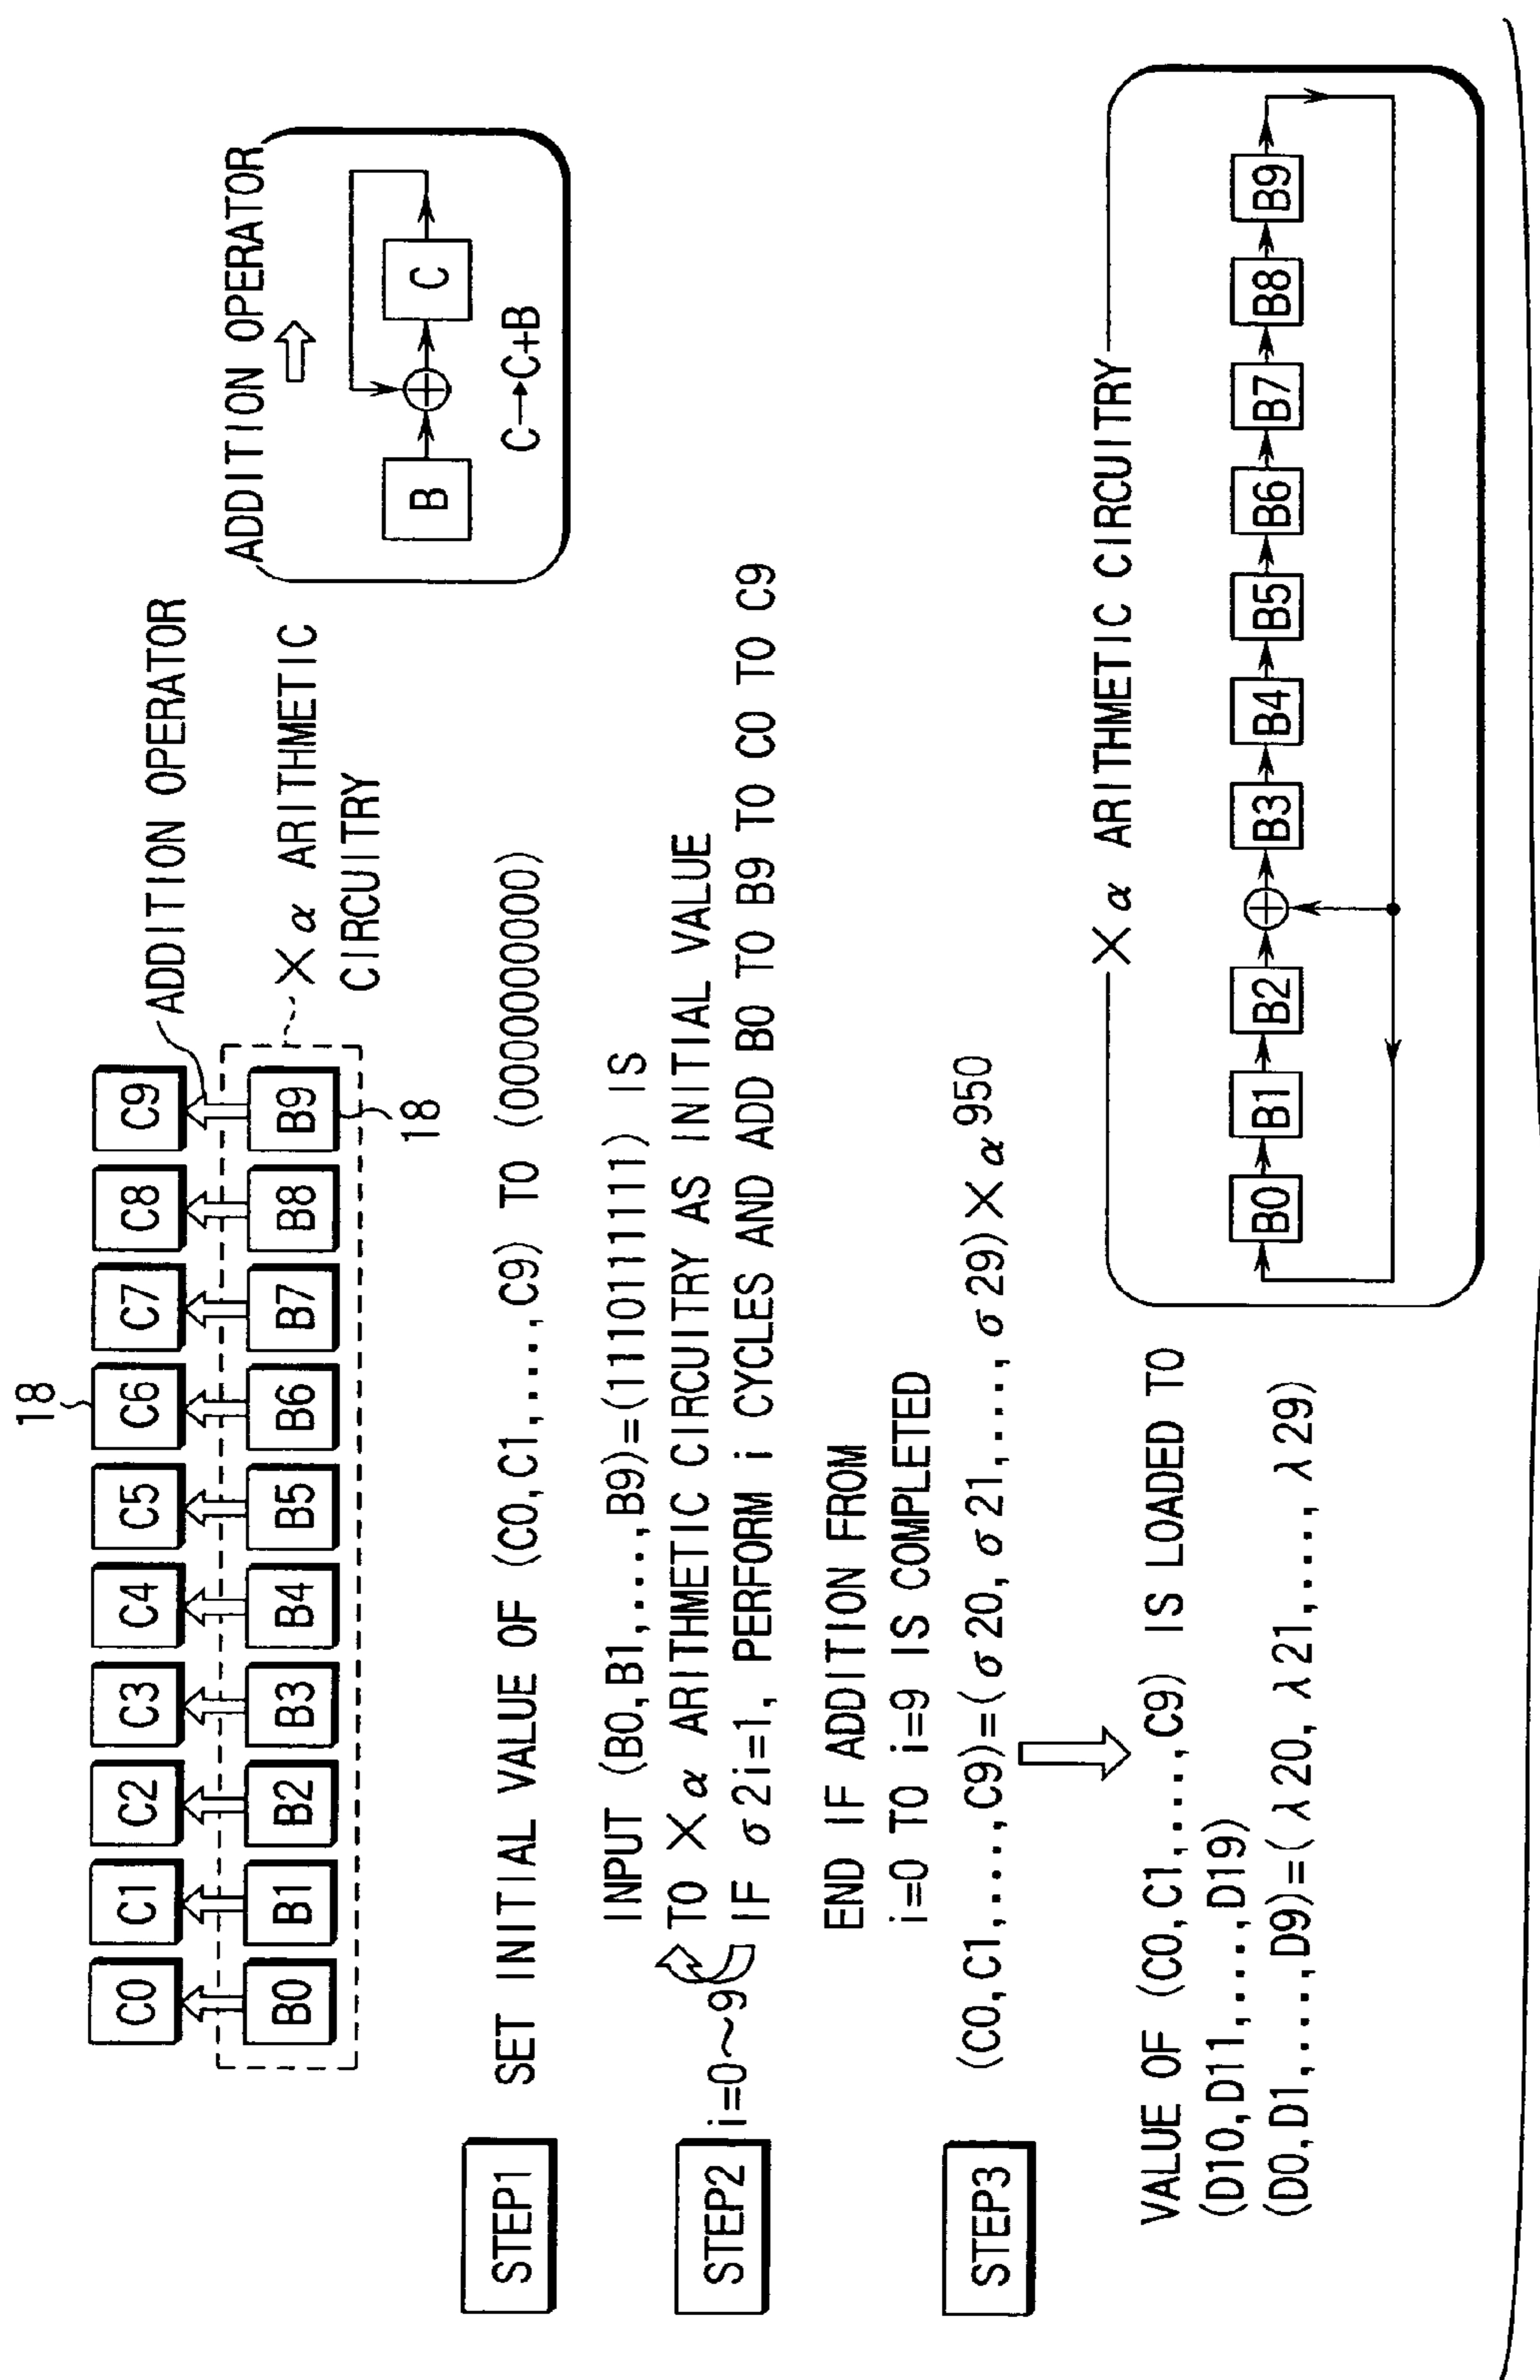 18
C0 C1 C2 C3 C4 C5 C6 C7 C8 C9
ADDITION OPERATOR
B0 B1 B2 B3 B4 B5 B6 B7 B8 B9
X α ARITHMETIC
CIRCUITRY
18
ADDITION OPERATOR
B C
C→C+B
STEP1 SET INITIAL VALUE OF (C0,C1,...,C9) TO (0000000000)
INPUT (B0,B1,...,B9)=(1110111111) IS
TO X α ARITHMETIC CIRCUITRY AS INITIAL VALUE
STEP2 i=0~9 IF σ2i=1, PERFORM i CYCLES AND ADD B0 TO B9 TO C0 TO C9
END IF ADDITION FROM
i=0 TO i=9 IS COMPLETED
STEP3 (C0,C1,...,C9)=(σ20,σ21,..., σ29) X α950
VALUE OF (C0,C1,...,C9) IS LOADED TO
(D10,D11,...,D19)
(D0,D1,...,D9)=(λ20,λ21,..., λ29)
X α ARITHMETIC CIRCUITRY
B0 B1 B2 B3 B4 B5 B6 B7 B8 B9